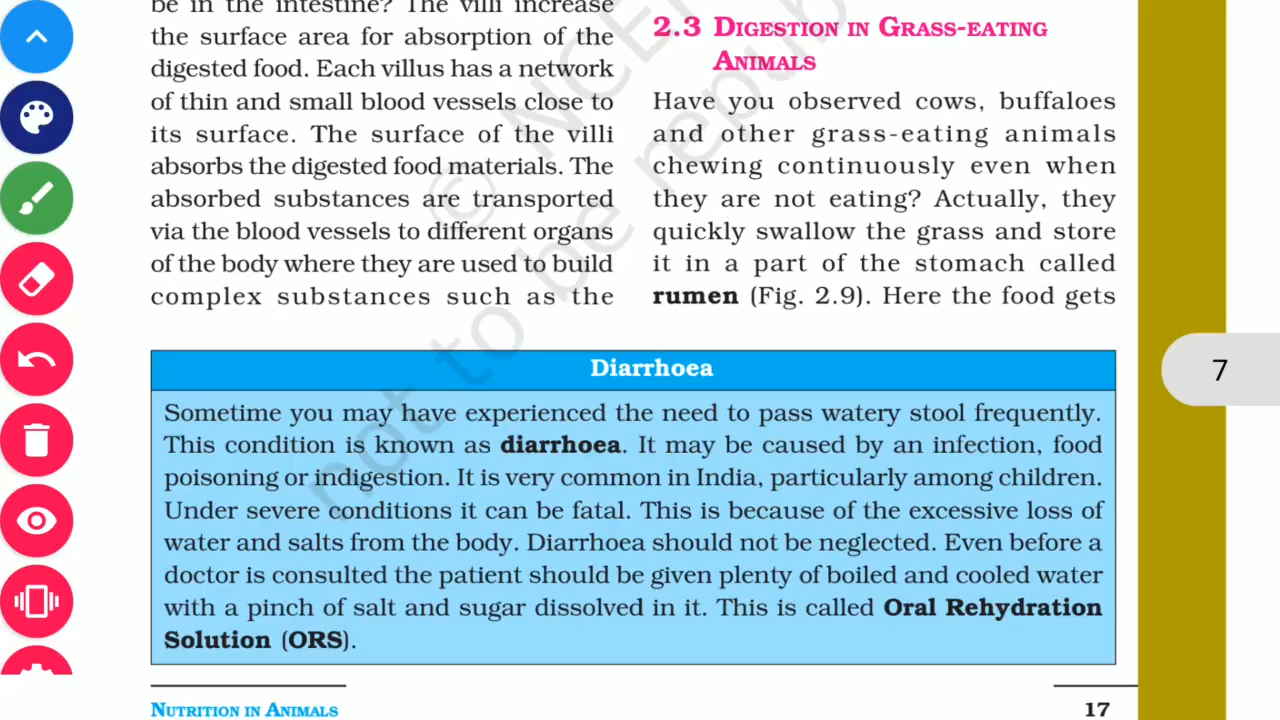 be in the intestine? The villi increase
the surface area for absorption of the
digested food. Each villus has a network
of thin and small blood vessels close to
its surface. The surface of the villi
absorbs the digested food materials. The
absorbed substances are transported
via the blood vessels to different organs
of the body where they are used to build
complex substances such as the
2.3 DIGESTION IN GRASS-EATING
ANIMALS
Have you observed cows, buffaloes
and other grass-eating animals
chewing continuously even when
they are not eating? Actually, they
quickly swallow the grass and store
it in a part of the stomach called
rumen (Fig. 2.9). Here the food gets
Diarrhoea
Sometime you may have experienced the need to pass watery stool frequently.
This condition is known as diarrhoea. It may be caused by an infection, food
poisoning or indigestion. It is very common in India, particularly among children.
Under severe conditions it can be fatal. This is because of the excessive loss of
water and salts from the body. Diarrhoea should not be neglected. Even before a
doctor is consulted the patient should be given plenty of boiled and cooled water
with a pinch of salt and sugar dissolved in it. This is called Oral Rehydration
Solution (ORS).
NUTRITION IN ANIMALS
17
7
© NCE
not to be repub